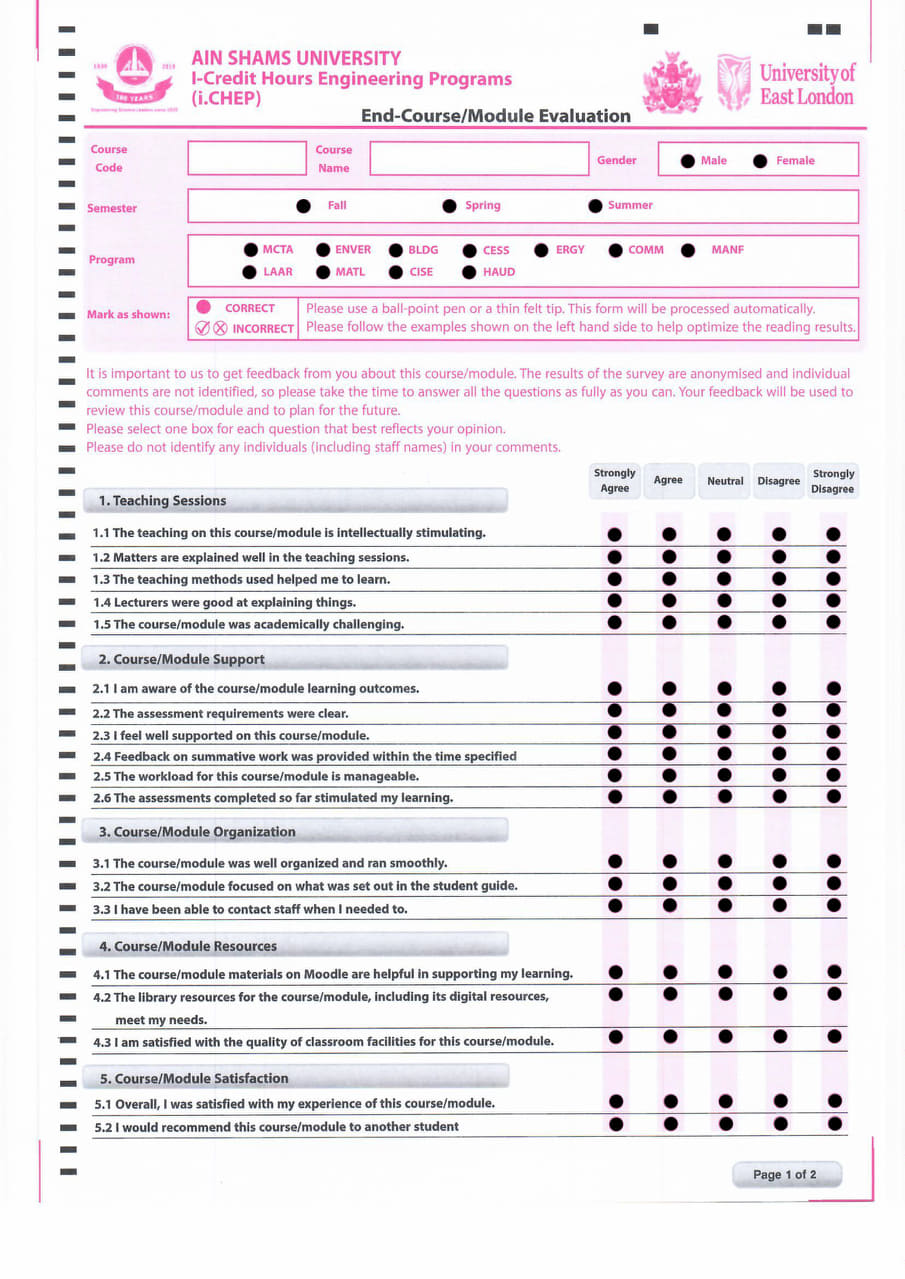 AIN SHAMS UNIVERSITY
I-Credit Hours Engineering Programs
(i.CHEP)
End-Course/Module Evaluation
University of
East London
100 YEARS
Course
Code
Course
Name
Gender
Male Female
Semester
Fall Spring Summer
Program
MCTA ENVER BLDG CESS ERGY COMM MANF
LAAR MATL CISE HAUD
Mark as shown:
CORRECT
INCORRECT
Please use a ball-point pen or a thin felt tip. This form will be processed automatically.
Please follow the examples shown on the left hand side to help optimize the reading results.
It is important to us to get feedback from you about this course/module. The results of the survey are anonymised and individual
comments are not identified, so please take the time to answer all the questions as fully as you can. Your feedback will be used to
review this course/module and to plan for the future.
Please select one box for each question that best reflects your opinion.
Please do not identify any individuals (including staff names) in your comments.
Strongly
Agree
Agree
Neutral
Disagree
Strongly
Disagree
1. Teaching Sessions
1.1 The teaching on this course/module is intellectually stimulating.
1.2 Matters are explained well in the teaching sessions.
1.3 The teaching methods used helped me to learn.
1.4 Lecturers were good at explaining things.
1.5 The course/module was academically challenging.
2. Course/Module Support
2.1 I am aware of the course/module learning outcomes.
2.2 The assessment requirements were clear.
2.3 I feel well supported on this course/module.
2.4 Feedback on summative work was provided within the time specified
2.5 The workload for this course/module is manageable.
2.6 The assessments completed so far stimulated my learning.
3. Course/Module Organization
3.1 The course/module was well organized and ran smoothly.
3.2 The course/module focused on what was set out in the student guide.
3.3 I have been able to contact staff when I needed to.
4. Course/Module Resources
4.1 The course/module materials on Moodle are helpful in supporting my learning.
4.2 The library resources for the course/module, including its digital resources,
meet my needs.
4.3 I am satisfied with the quality of classroom facilities for this course/module.
5. Course/Module Satisfaction
5.1 Overall, I was satisfied with my experience of this course/module.
5.2 I would recommend this course/module to another student
Page 1 of 2